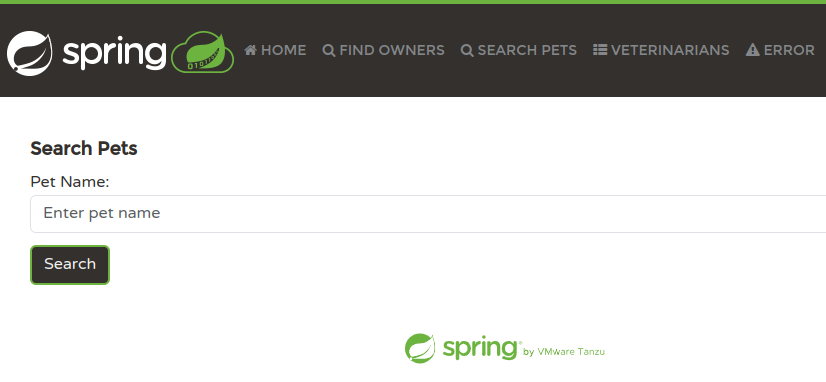 spring HOME FIND OWNERS SEARCH PETS VETERINARIANS ERROR
Search Pets
Pet Name:
Enter pet name
Search
spring by VMware Tanzu